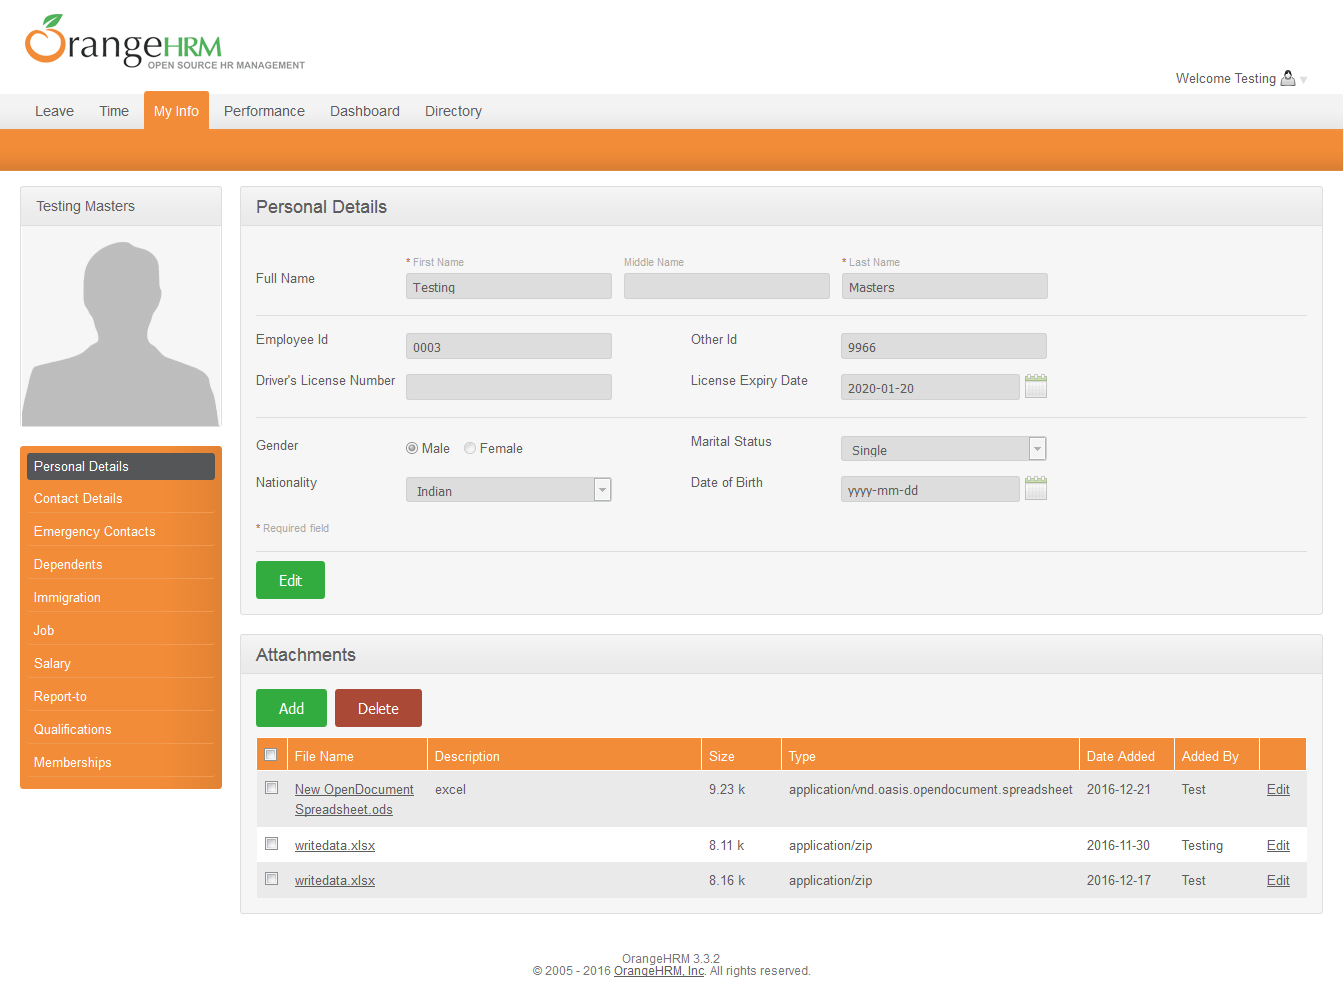 OrangeHRM
OPEN SOURCE HR MANAGEMENT
Welcome Testing
Leave Time My Info Performance Dashboard Directory
Testing Masters
Personal Details
Contact Details
Emergency Contacts
Dependents
Immigration
Job
Salary
Report-to
Qualifications
Memberships
Personal Details
* First Name Middle Name * Last Name
Full Name Testing Masters
Employee Id 0003 Other Id 9966
Driver's License Number License Expiry Date 2020-01-20
Gender Male Female Marital Status Single
Nationality Indian Date of Birth yyyy-mm-dd
* Required field
Edit
Attachments
Add Delete
File Name Description Size Type Date Added Added By
New OpenDocument excel 9.23 k application/vnd.oasis.opendocument.spreadsheet 2016-12-21 Test Edit
Spreadsheet.ods
writedata.xlsx 8.11 k application/zip 2016-11-30 Testing Edit
writedata.xlsx 8.16 k application/zip 2016-12-17 Test Edit
OrangeHRM 3.3.2
© 2005 - 2016 OrangeHRM, Inc. All rights reserved.